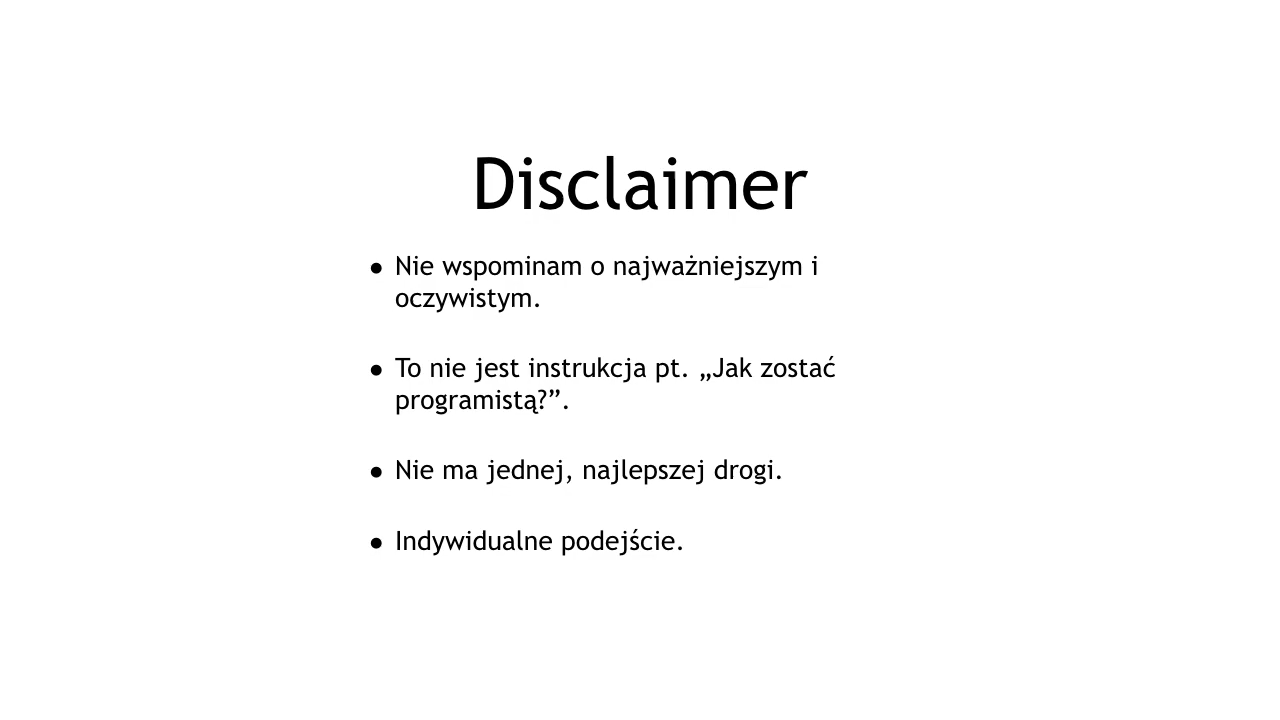 Disclaimer
• Nie wspominam o najważniejszym i
oczywistym.
• To nie jest instrukcja pt. „Jak zostać
programistą?”.
• Nie ma jednej, najlepszej drogi.
• Indywidualne podejście.